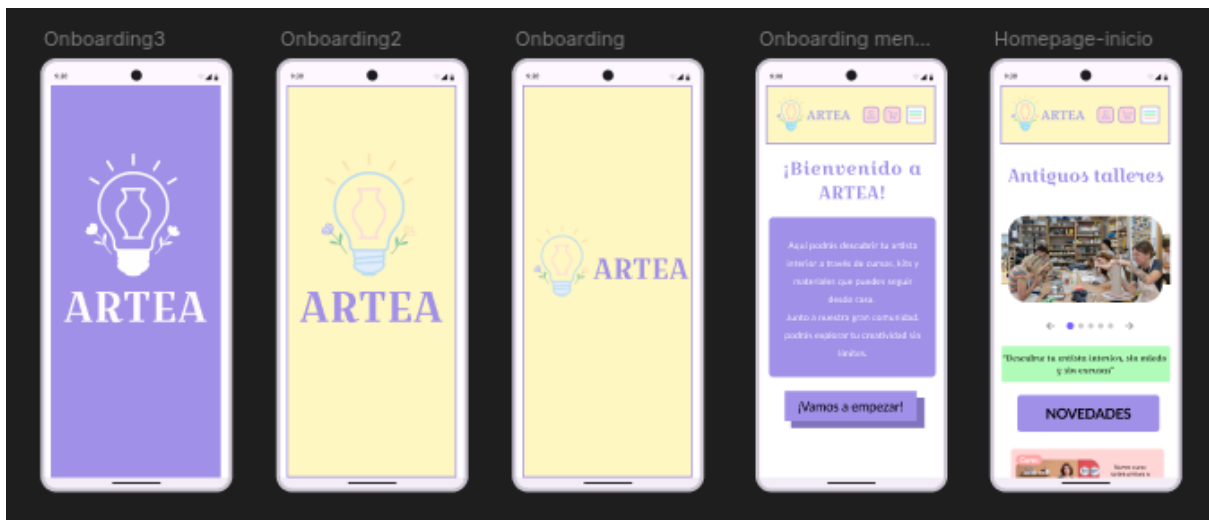 Onboarding3
Onboarding2
Onboarding
Onboarding men...
Homepage-inicio
ARTEA
ARTEA
ARTEA
ARTEA
¡Bienvenido a
ARTEA!
Aquí podrás descubrir tu artista
interior a través de cursos, kits y
materiales que puedes seguir
desde casa.
Junto a nuestra gran comunidad,
podrás explorar tu creatividad sin
límites.
¡Vamos a empezar!
ARTEA
Antiguos talleres
"Descubre tu artista interior, sin miedo
y sin excusas"
NOVEDADES